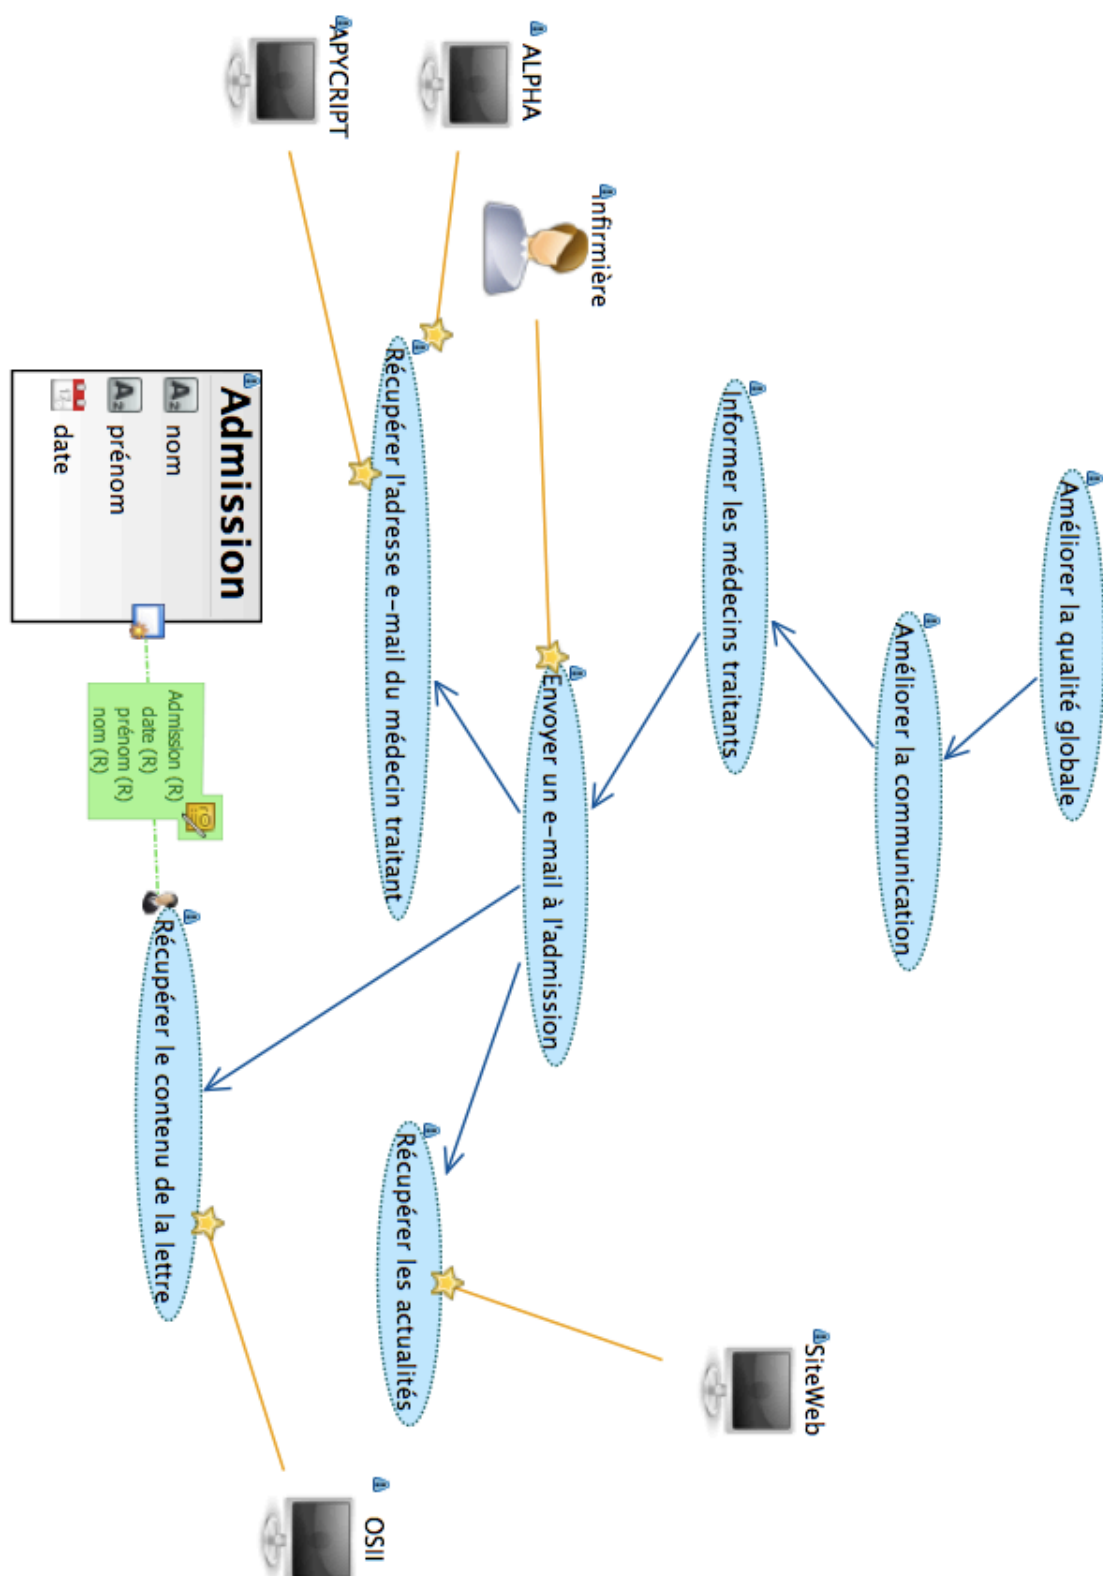 Améliorer la qualité globale
Améliorer la communication
Informer les médecins traitants
SiteWeb
Infirmière
Envoyer un e-mail à l'admission
ALPHA
Récupérer l'adresse e-mail du médecin traitant
Récupérer les actualités
APYCRIPT
OSII
Admission
nom
prénom
date
Admission (R)
date (R)
prénom (R)
nom (R)
Récupérer le contenu de la lettre